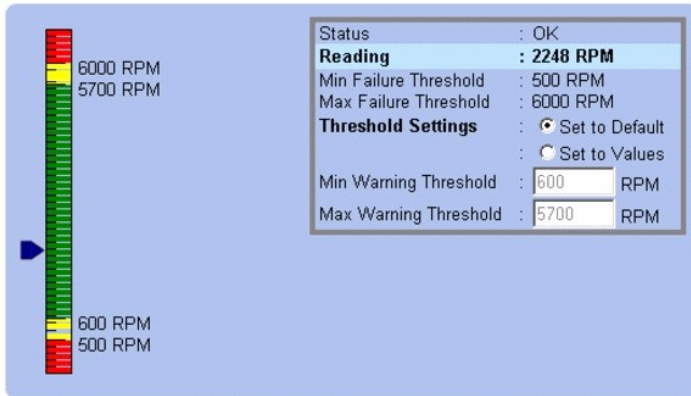 6000 RPM
5700 RPM
600 RPM
500 RPM
Status : OK
Reading : 2248 RPM
Min Failure Threshold : 500 RPM
Max Failure Threshold : 6000 RPM
Threshold Settings : Set to Default
: Set to Values
Min Warning Threshold : 600 RPM
Max Warning Threshold : 5700 RPM